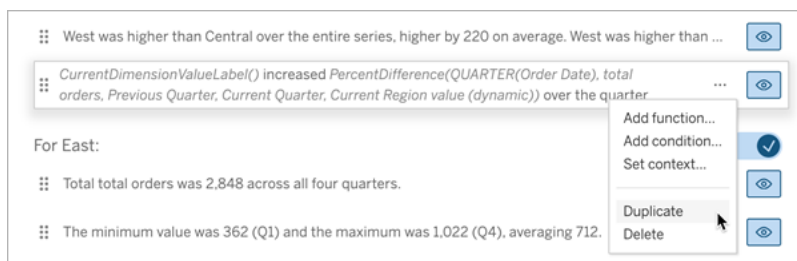 West was higher than Central over the entire series, higher by 220 on average. West was higher than ...
CurrentDimensionValueLabel() increased PercentDifference(QUARTER(Order Date), total
orders, Previous Quarter, Current Quarter, Current Region value (dynamic)) over the quarter
...
Add function...
Add condition...
Set context...
Duplicate
Delete
For East:
Total total orders was 2,848 across all four quarters.
The minimum value was 362 (Q1) and the maximum was 1,022 (Q4), averaging 712.